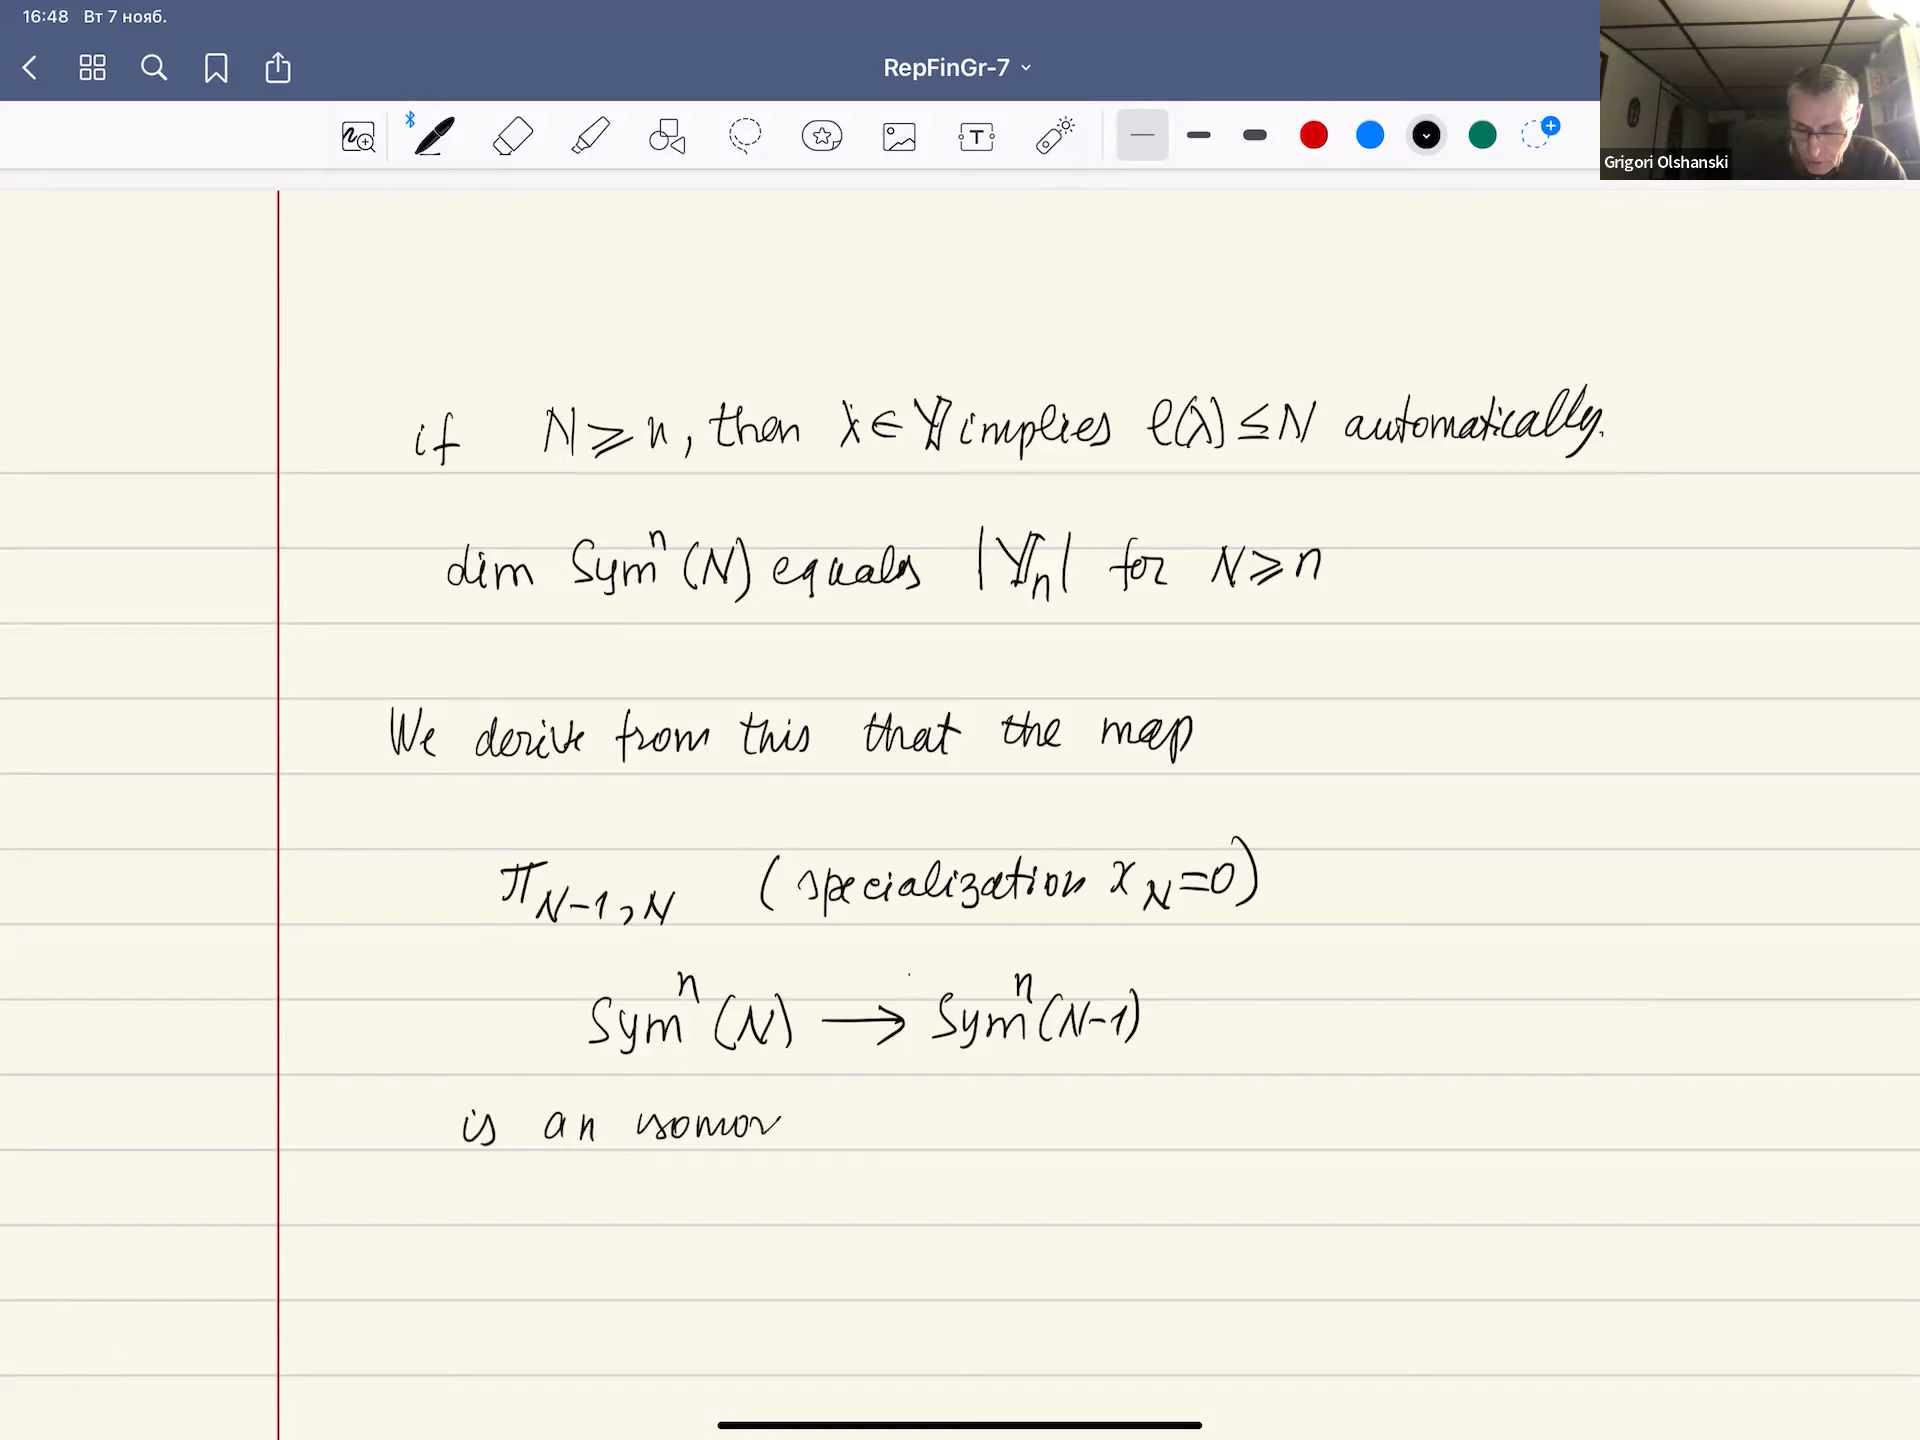 16:48 Вт 7 нояб.
RepFinGr-7
Grigori Olshanski
if N ⩾ n, then λ ∈ 𝕐 implies ℓ(λ) ≤ N automatically.
dim Symⁿ(N) equals |𝕐ₙ| for N ⩾ n
We derive from this that the map
π_{N-1,N} (specialization x_N=0)
Symⁿ(N) ⟶ Symⁿ(N-1)
is an isomor